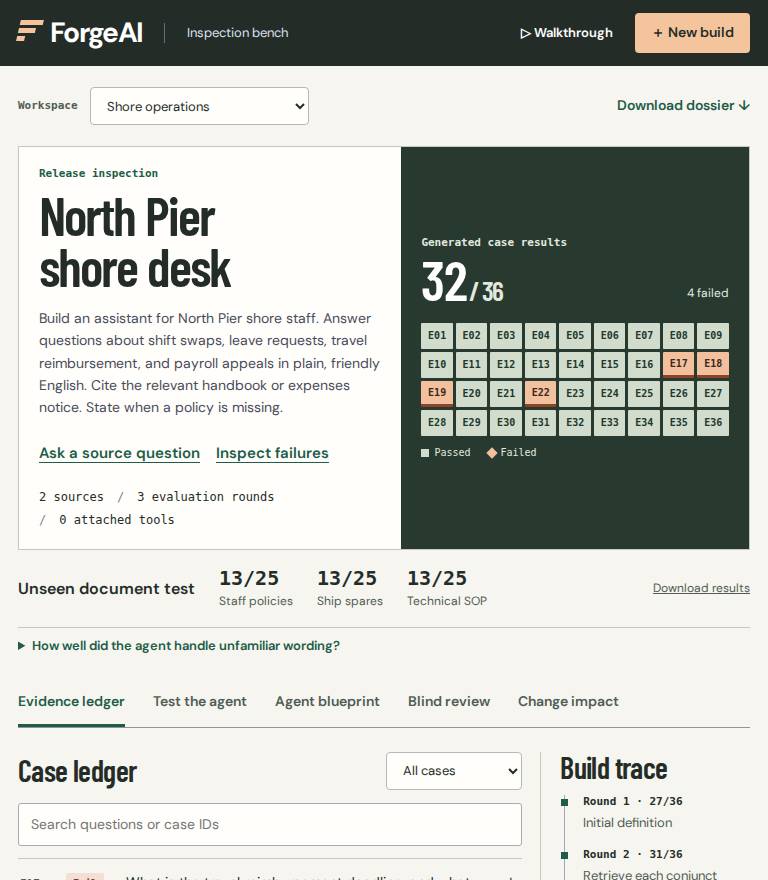 ForgeAI
Inspection bench
▷ Walkthrough
+ New build
Workspace
Shore operations
Download dossier ↓
Release inspection
North Pier
shore desk
Build an assistant for North Pier shore staff. Answer
questions about shift swaps, leave requests, travel
reimbursement, and payroll appeals in plain, friendly
English. Cite the relevant handbook or expenses
notice. State when a policy is missing.
Ask a source question
Inspect failures
2 sources / 3 evaluation rounds
/ 0 attached tools
Generated case results
32/ 36
4 failed
E01 E02 E03 E04 E05 E06 E07 E08 E09
E10 E11 E12 E13 E14 E15 E16 E17 E18
E19 E20 E21 E22 E23 E24 E25 E26 E27
E28 E29 E30 E31 E32 E33 E34 E35 E36
Passed Failed
Unseen document test
13/25
Staff policies
13/25
Ship spares
13/25
Technical SOP
Download results
How well did the agent handle unfamiliar wording?
Evidence ledger
Test the agent
Agent blueprint
Blind review
Change impact
Case ledger
All cases
Search questions or case IDs
Build trace
Round 1 · 27/36
Initial definition
Round 2 · 31/36
Retrieve each conjunct